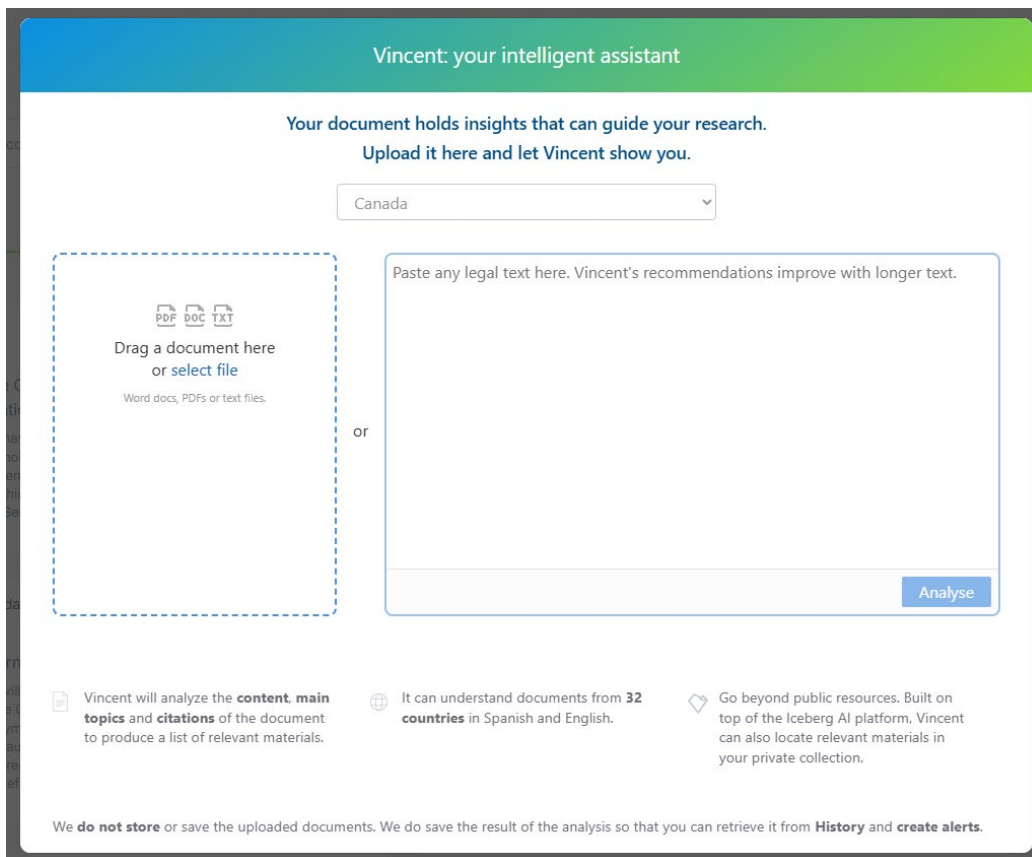 Vincent: your intelligent assistant
Your document holds insights that can guide your research.
Upload it here and let Vincent show you.
Canada
PDF DOC TXT
Drag a document here
or select file
Word docs, PDFs or text files.
or
Paste any legal text here. Vincent's recommendations improve with longer text.
Analyse
Vincent will analyze the content, main
topics and citations of the document
to produce a list of relevant materials.
It can understand documents from 32
countries in Spanish and English.
Go beyond public resources. Built on
top of the Iceberg AI platform, Vincent
can also locate relevant materials in
your private collection.
We do not store or save the uploaded documents. We do save the result of the analysis so that you can retrieve it from History and create alerts.